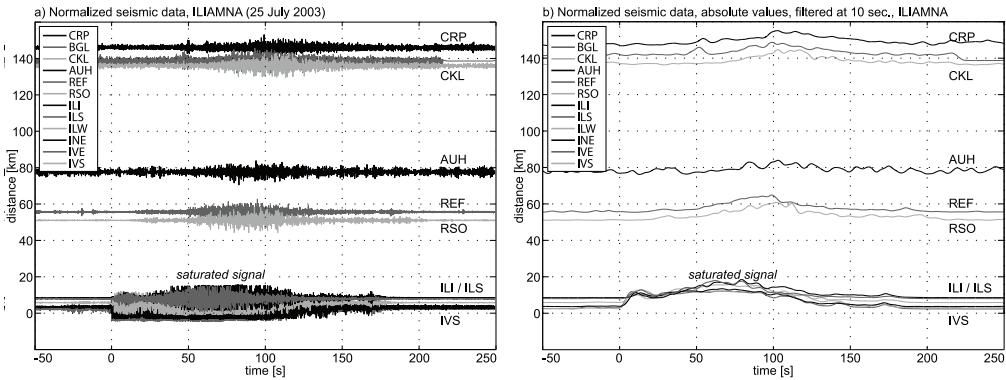 a) Normalized seismic data, ILIAMNA (25 July 2003)
CRP
BGL
CKL
AUH
REF
RSO
ILI
ILS
ILW
INE
IVE
IVS
CRP
CKL
AUH
REF
RSO
saturated signal
ILI / ILS
IVS
140
120
100
80
60
40
20
0
distance [km]
-50 0 50 100 150 200 250
time [s]
b) Normalized seismic data, absolute values, filtered at 10 sec., ILIAMNA
CRP
BGL
CKL
AUH
REF
RSO
ILI
ILS
ILW
INE
IVE
IVS
CRP
CKL
AUH
REF
RSO
saturated signal
ILI / ILS
IVS
140
120
100
80
60
40
20
0
distance [km]
-50 0 50 100 150 200 250
time [s]